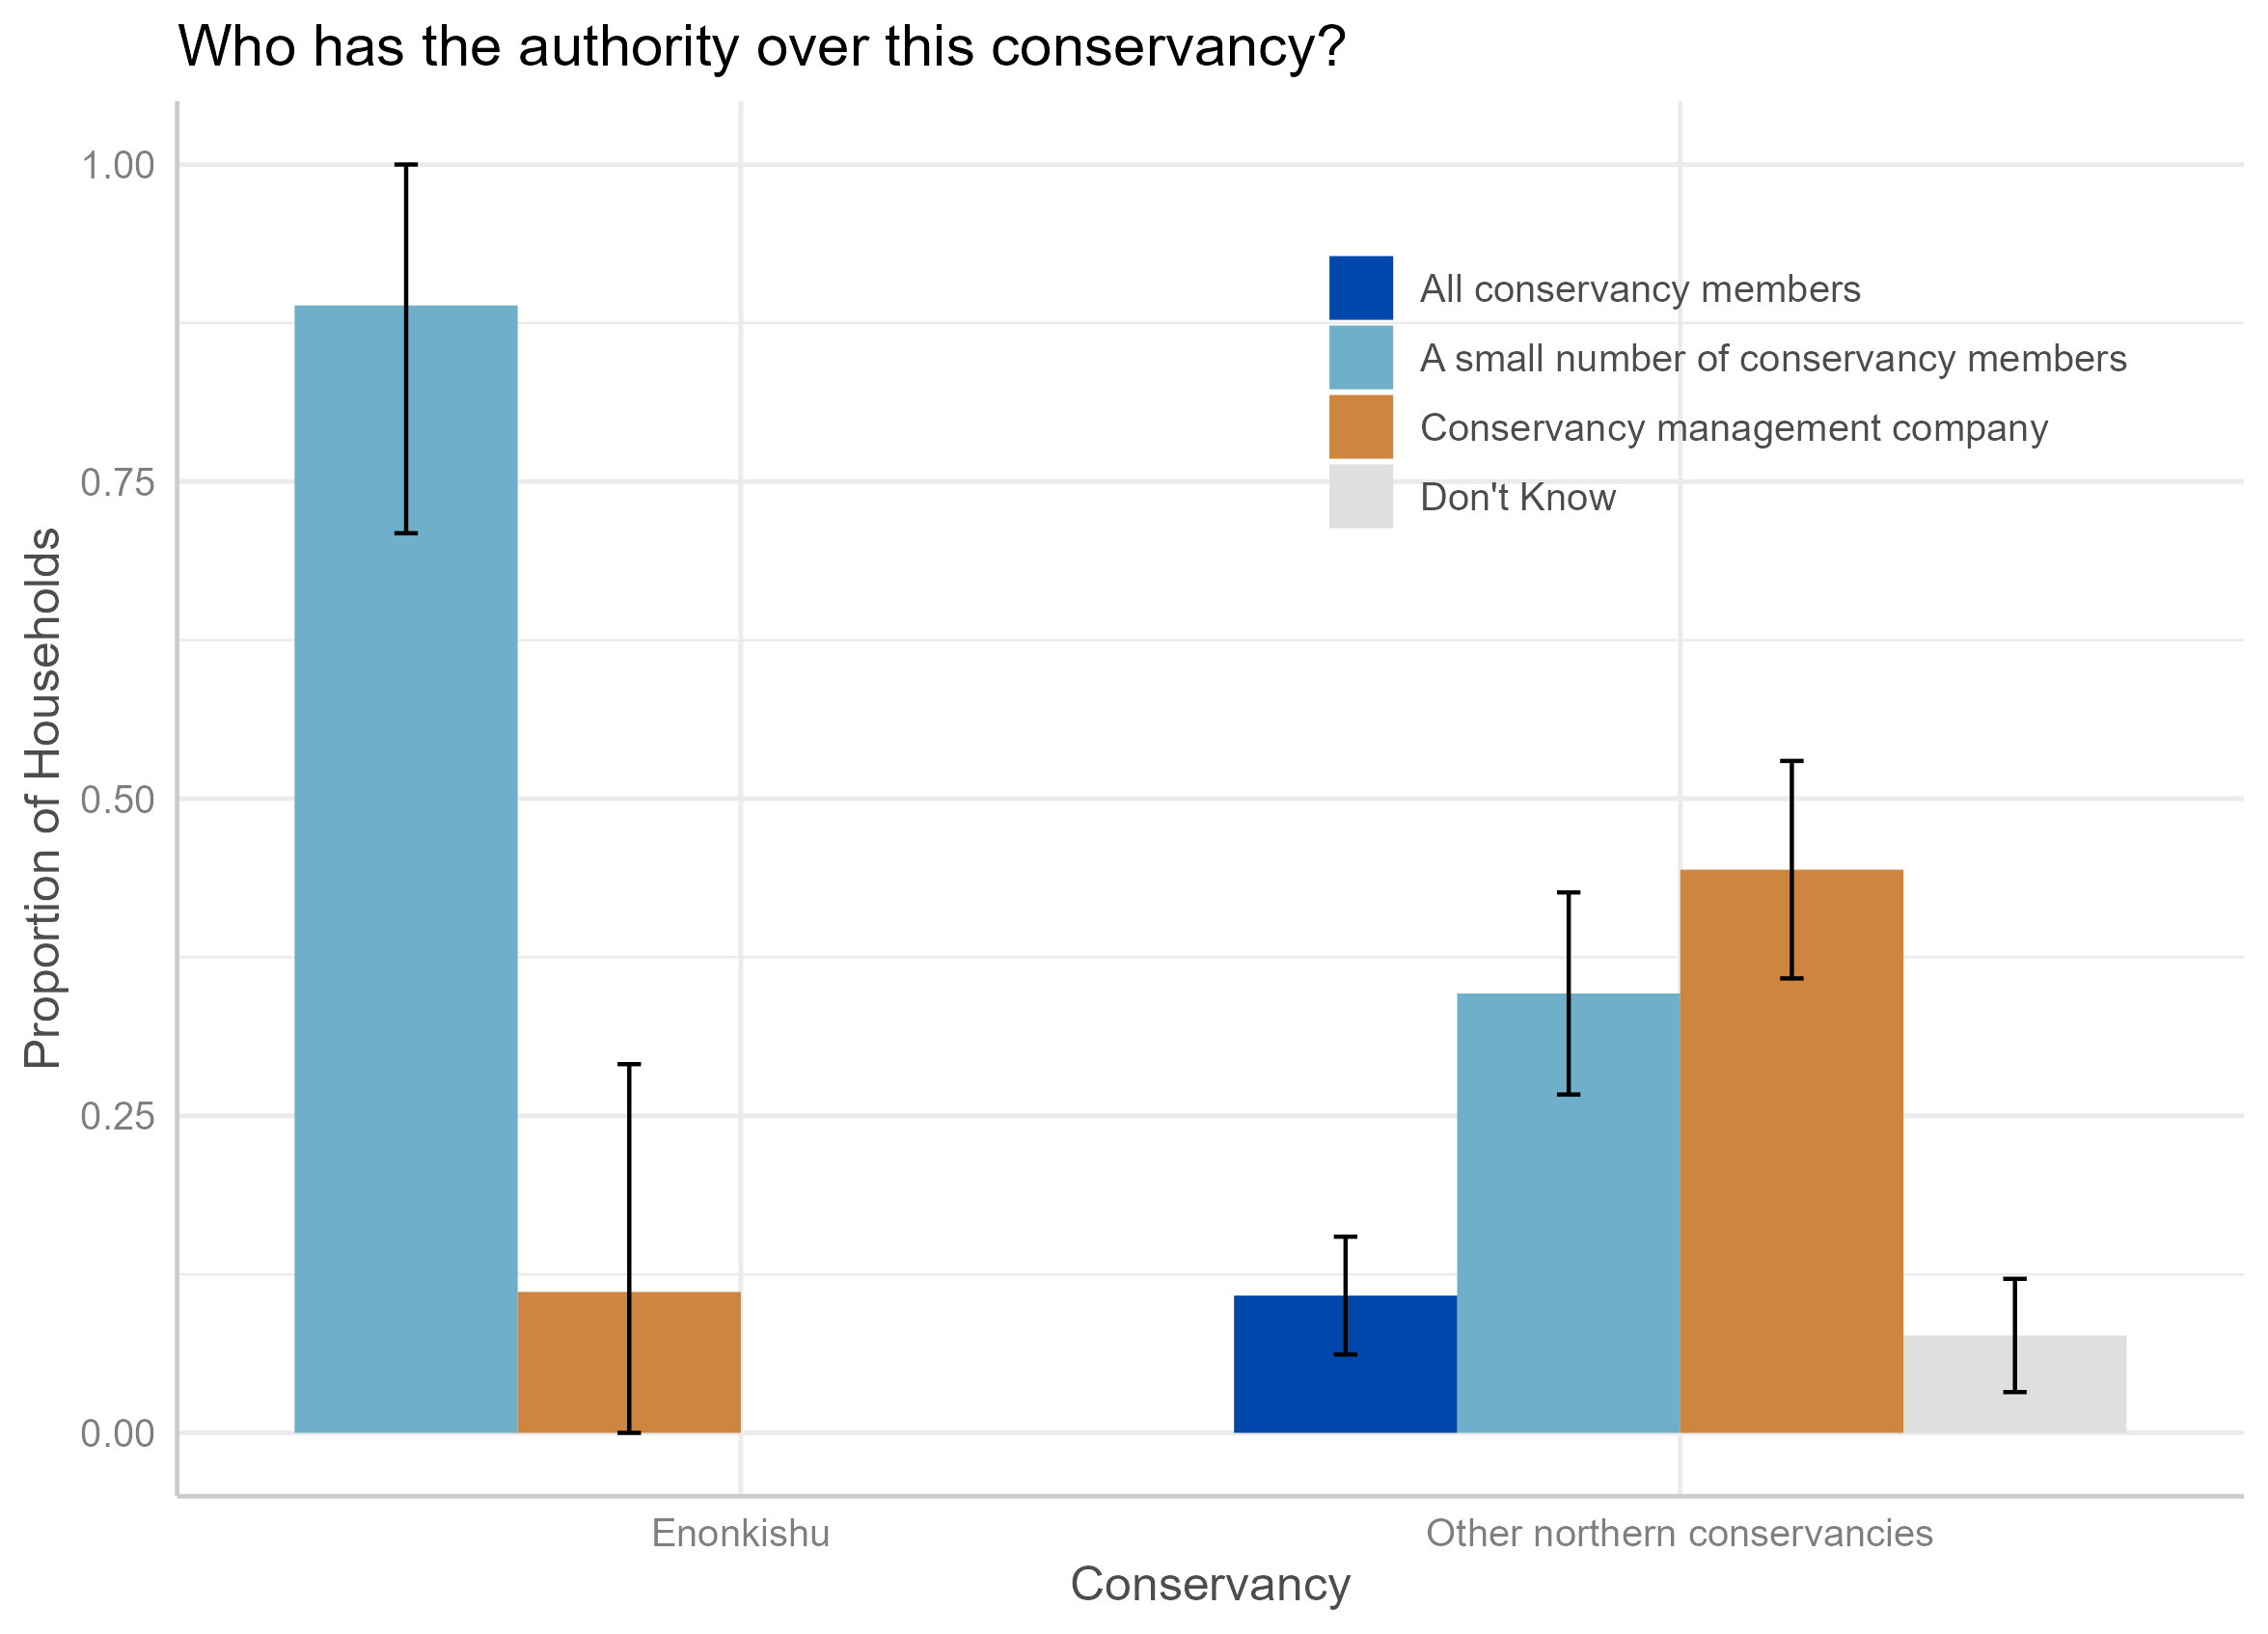 Who has the authority over this conservancy?
1.00
0.75
0.50
0.25
0.00
Proportion of Households
All conservancy members
A small number of conservancy members
Conservancy management company
Don't Know
Enonkishu
Other northern conservancies
Conservancy